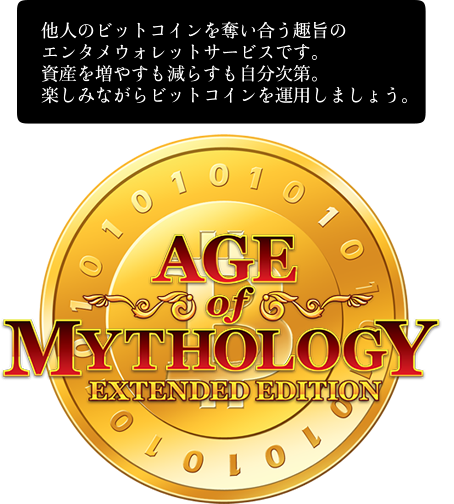 他人のビットコインを奪い合う趣旨の
エンタメウォレットサービスです。
資産を増やすも減らすも自分次第。
楽しみながらビットコインを運用しましょう。
AGE
of
MYTHOLOGY
EXTENDED EDITION